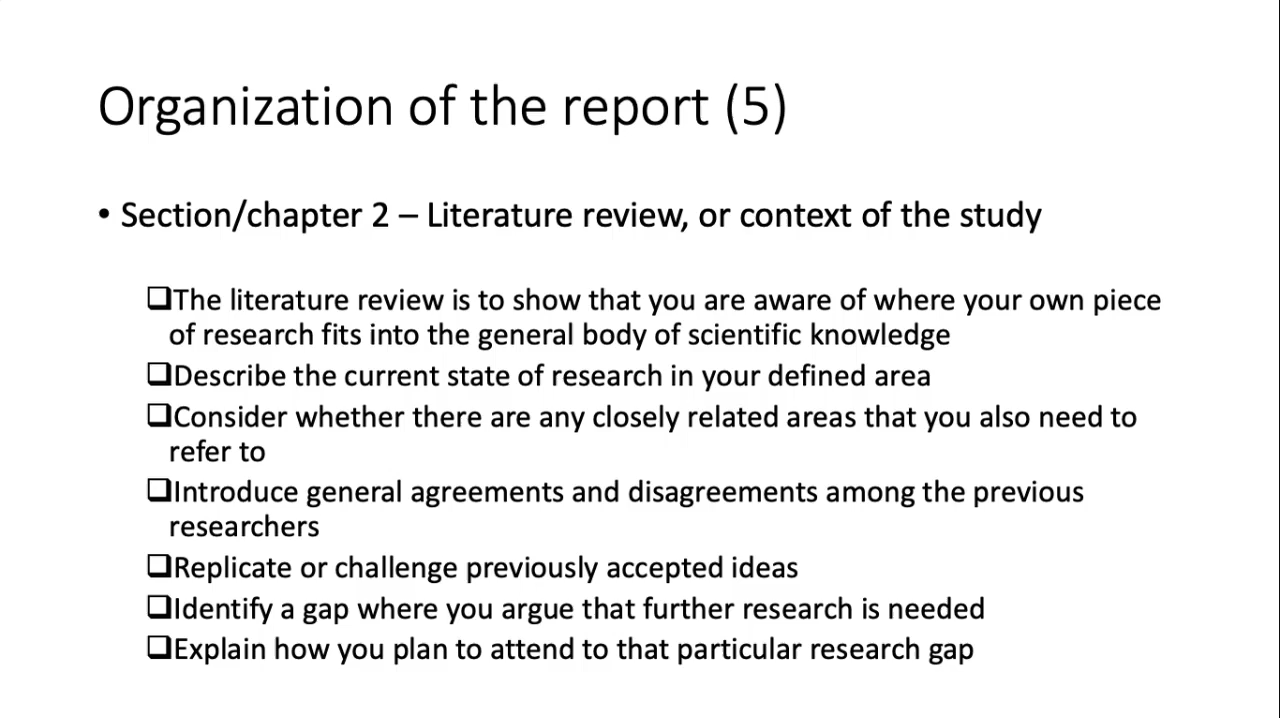 Organization of the report (5)
• Section/chapter 2 – Literature review, or context of the study
❑The literature review is to show that you are aware of where your own piece
of research fits into the general body of scientific knowledge
❑Describe the current state of research in your defined area
❑Consider whether there are any closely related areas that you also need to
refer to
❑Introduce general agreements and disagreements among the previous
researchers
❑Replicate or challenge previously accepted ideas
❑Identify a gap where you argue that further research is needed
❑Explain how you plan to attend to that particular research gap